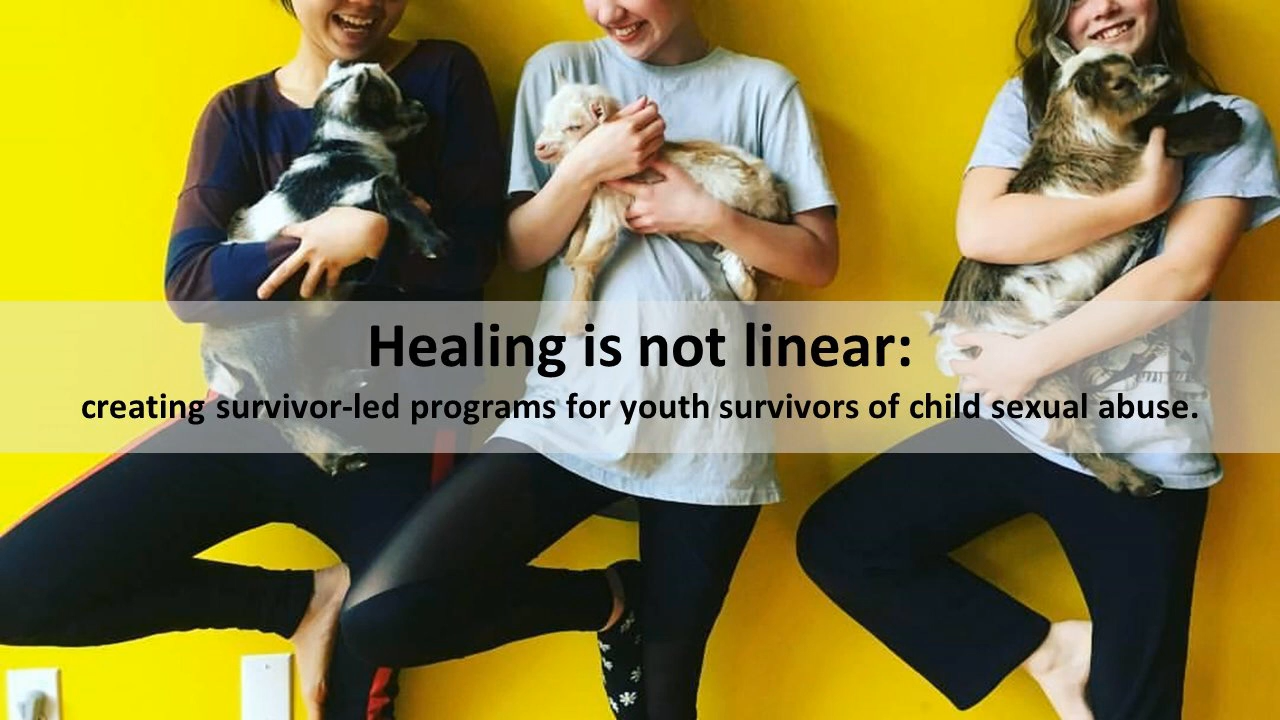 Healing is not linear:
creating survivor-led programs for youth survivors of child sexual abuse.